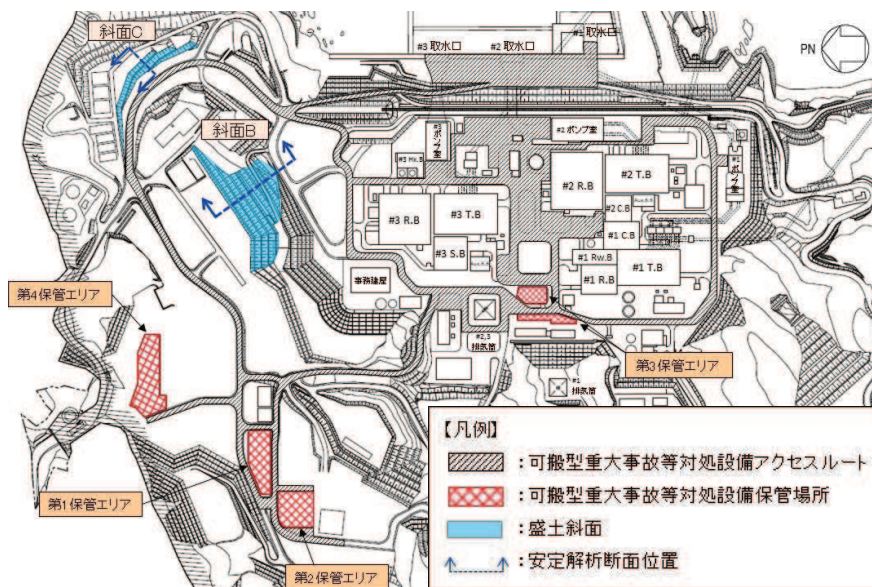 斜面C
#3 取水口
#2 取水口
#1 取水口
PN
斜面B
#3 ポンプ室
#2 ポンプ室
#1 ポンプ室
#3 Hx.B
#2 R.B
#2 T.B
#3 R.B
#3 T.B
#2 C.B
#1 C.B
#3 S.B
#1 Rw.B
#1 R.B
#1 T.B
事務建屋
第4保管エリア
#2,3
排気筒
第3保管エリア
#1
排気筒
【凡例】
:可搬型重大事故等対処設備アクセスルート
:可搬型重大事故等対処設備保管場所
:盛土斜面
:安定解析断面位置
第1保管エリア
第2保管エリア